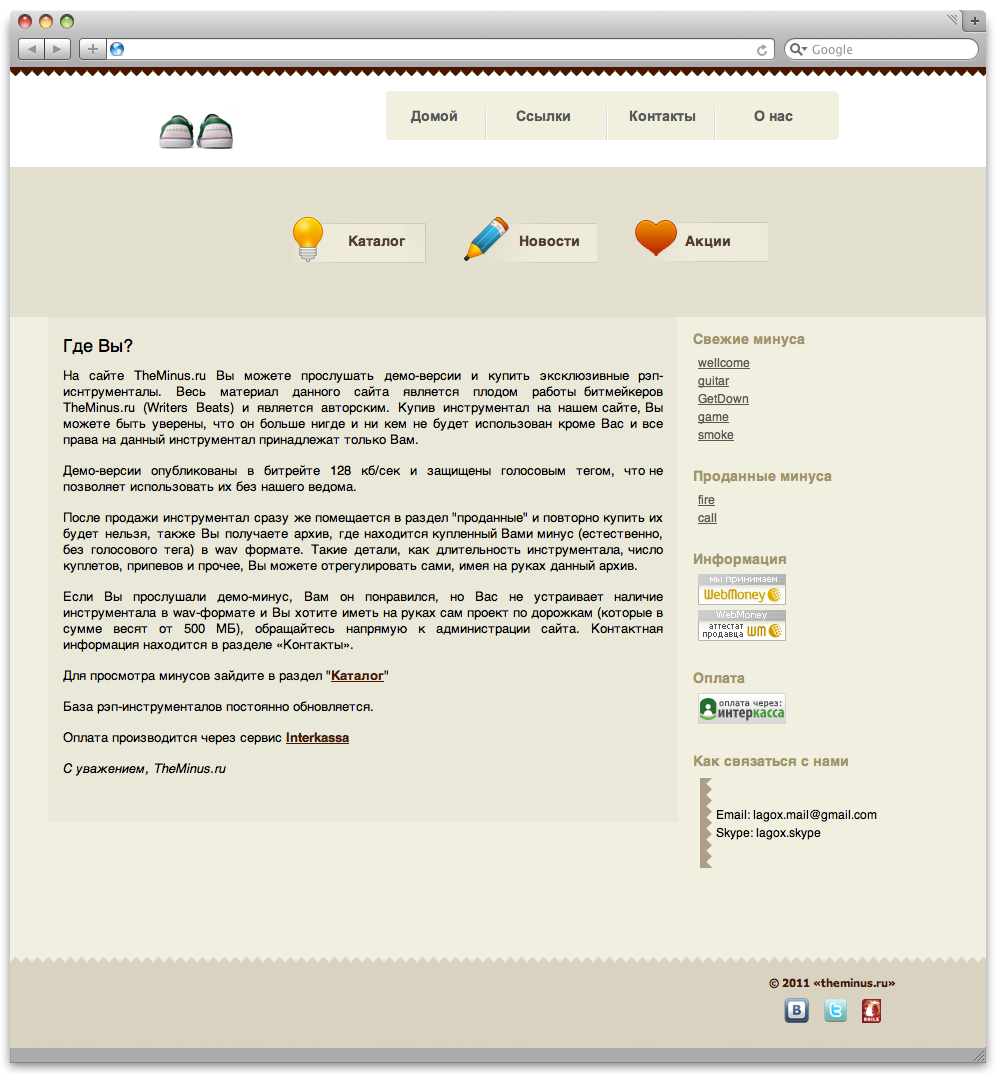 Google
Домой Ссылки Контакты О нас
Каталог Новости Акции
Где Вы?
На сайте TheMinus.ru Вы можете прослушать демо-версии и купить эксклюзивные рэп-
иснтрументалы. Весь материал данного сайта является плодом работы битмейкеров
TheMinus.ru (Writers Beats) и является авторским. Купив инструментал на нашем сайте, Вы
можете быть уверены, что он больше нигде и ни кем не будет использован кроме Вас и все
права на данный инструментал принадлежат только Вам.
Демо-версии опубликованы в битрейте 128 кб/сек и защищены голосовым тегом, что не
позволяет использовать их без нашего ведома.
После продажи инструментал сразу же помещается в раздел "проданные" и повторно купить их
будет нельзя, также Вы получаете архив, где находится купленный Вами минус (естественно,
без голосового тега) в wav формате. Такие детали, как длительность инструментала, число
куплетов, припевов и прочее, Вы можете отрегулировать сами, имея на руках данный архив.
Если Вы прослушали демо-минус, Вам он понравился, но Вас не устраивает наличие
инструментала в wav-формате и Вы хотите иметь на руках сам проект по дорожкам (которые в
сумме весят от 500 МБ), обращайтесь напрямую к администрации сайта. Контактная
информация находится в разделе «Контакты».
Для просмотра минусов зайдите в раздел "Каталог"
База рэп-инструменталов постоянно обновляется.
Оплата производится через сервис Interkassa
С уважением, TheMinus.ru
Свежие минуса
wellcome
guitar
GetDown
game
smoke
Проданные минуса
fire
call
Информация
мы принимаем
WebMoney
WebMoney
аттестат
продавца wm
Оплата
оплата через:
интеркасса
Как связаться с нами
Email: lagox.mail@gmail.com
Skype: lagox.skype
© 2011 «theminus.ru»
B t RAILS